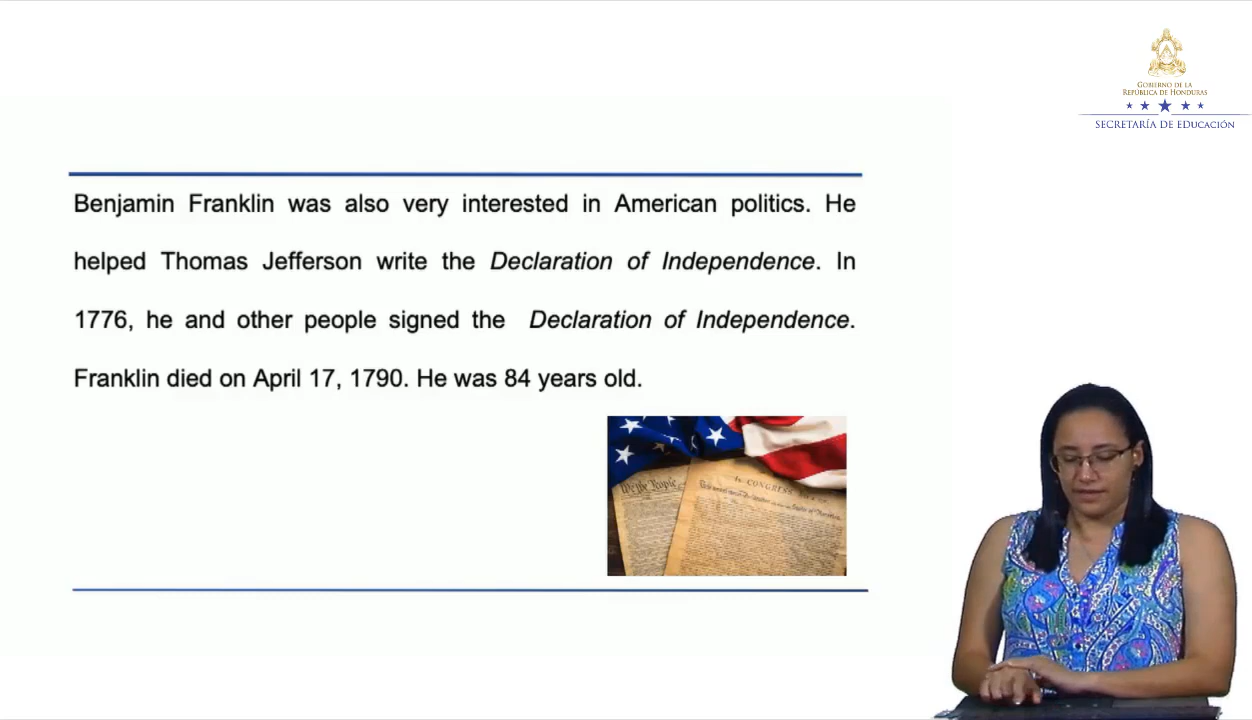 GOBIERNO DE LA
REPÚBLICA DE HONDURAS
SECRETARÍA DE EDUCACIÓN
Benjamin Franklin was also very interested in American politics. He
helped Thomas Jefferson write the Declaration of Independence. In
1776, he and other people signed the Declaration of Independence.
Franklin died on April 17, 1790. He was 84 years old.
We the People
In CONGRESS